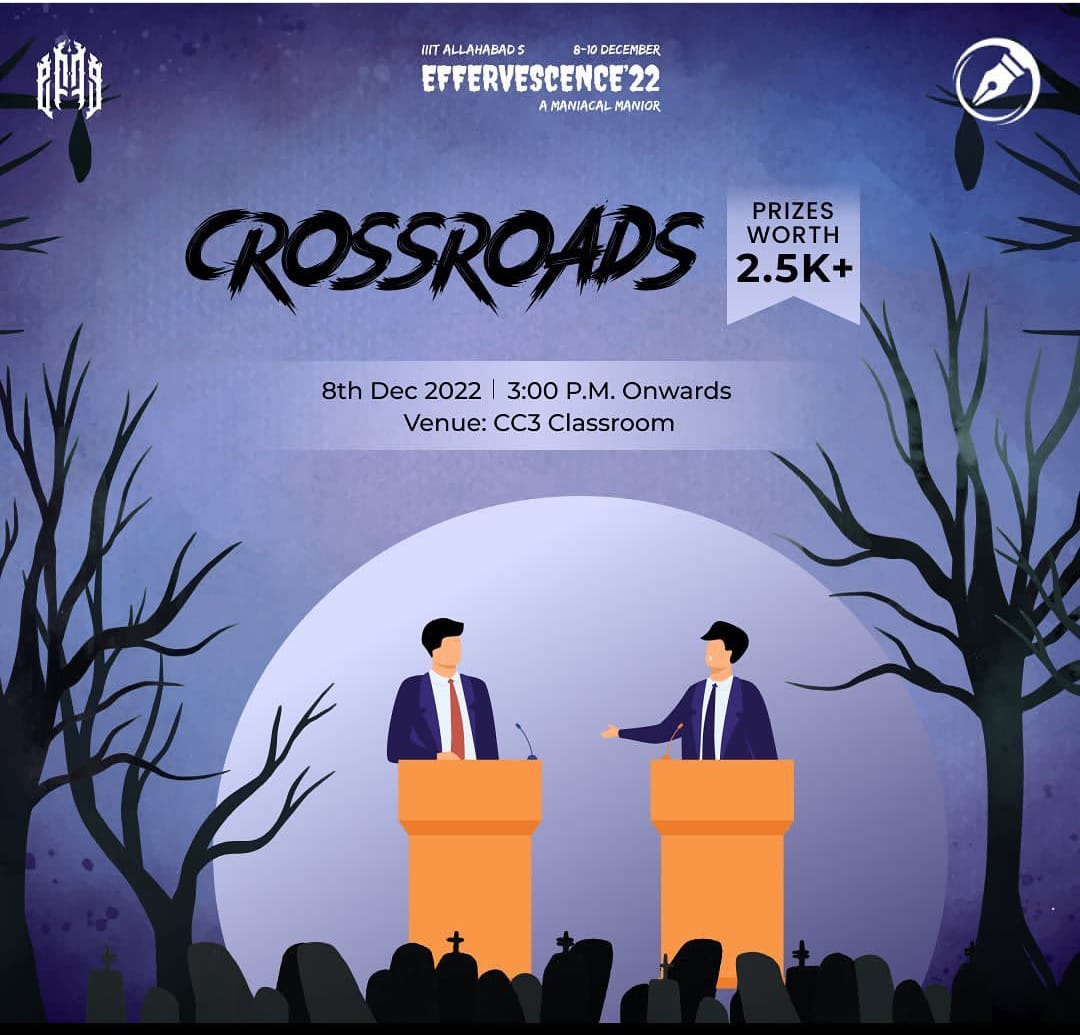 IIIT ALLAHABAD S 8-10 DECEMBER
EFFERVESCENCE'22
A MANIACAL MANIOR
CROSSROADS
PRIZES
WORTH
2.5K+
8th Dec 2022 | 3:00 P.M. Onwards
Venue: CC3 Classroom